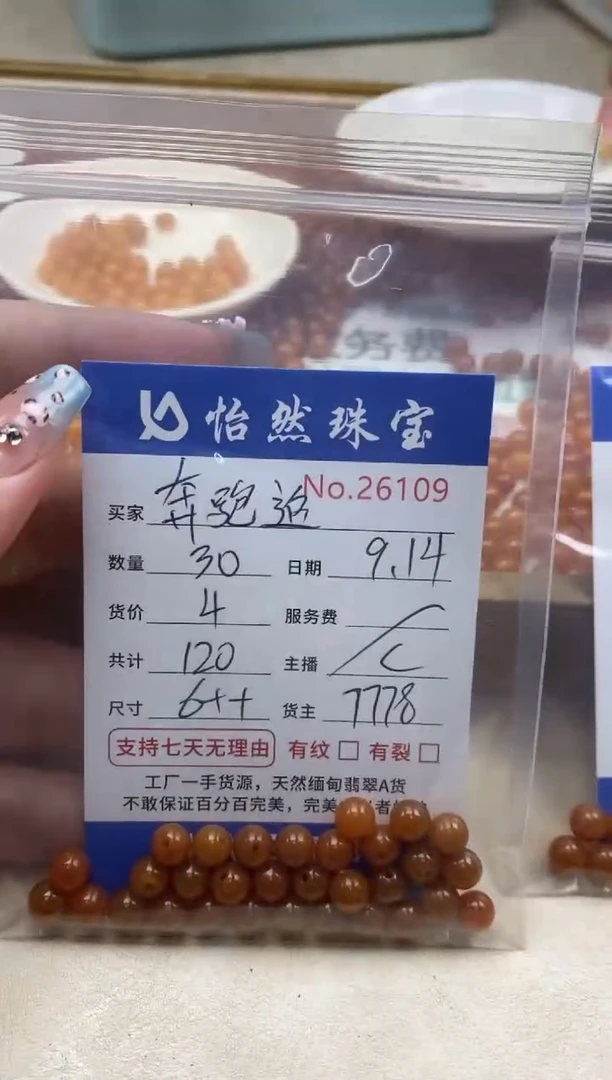 务费
怡然珠宝
No.26109
买家 奔跑追
数量 30 日期 9.14
货价 4 服务费
共计 120 主播 C
尺寸 6++ 货主 7778
支持七天无理由 有纹 □ 有裂 □
工厂一手货源，天然缅甸翡翠A货
不敢保证百分百完美，完美